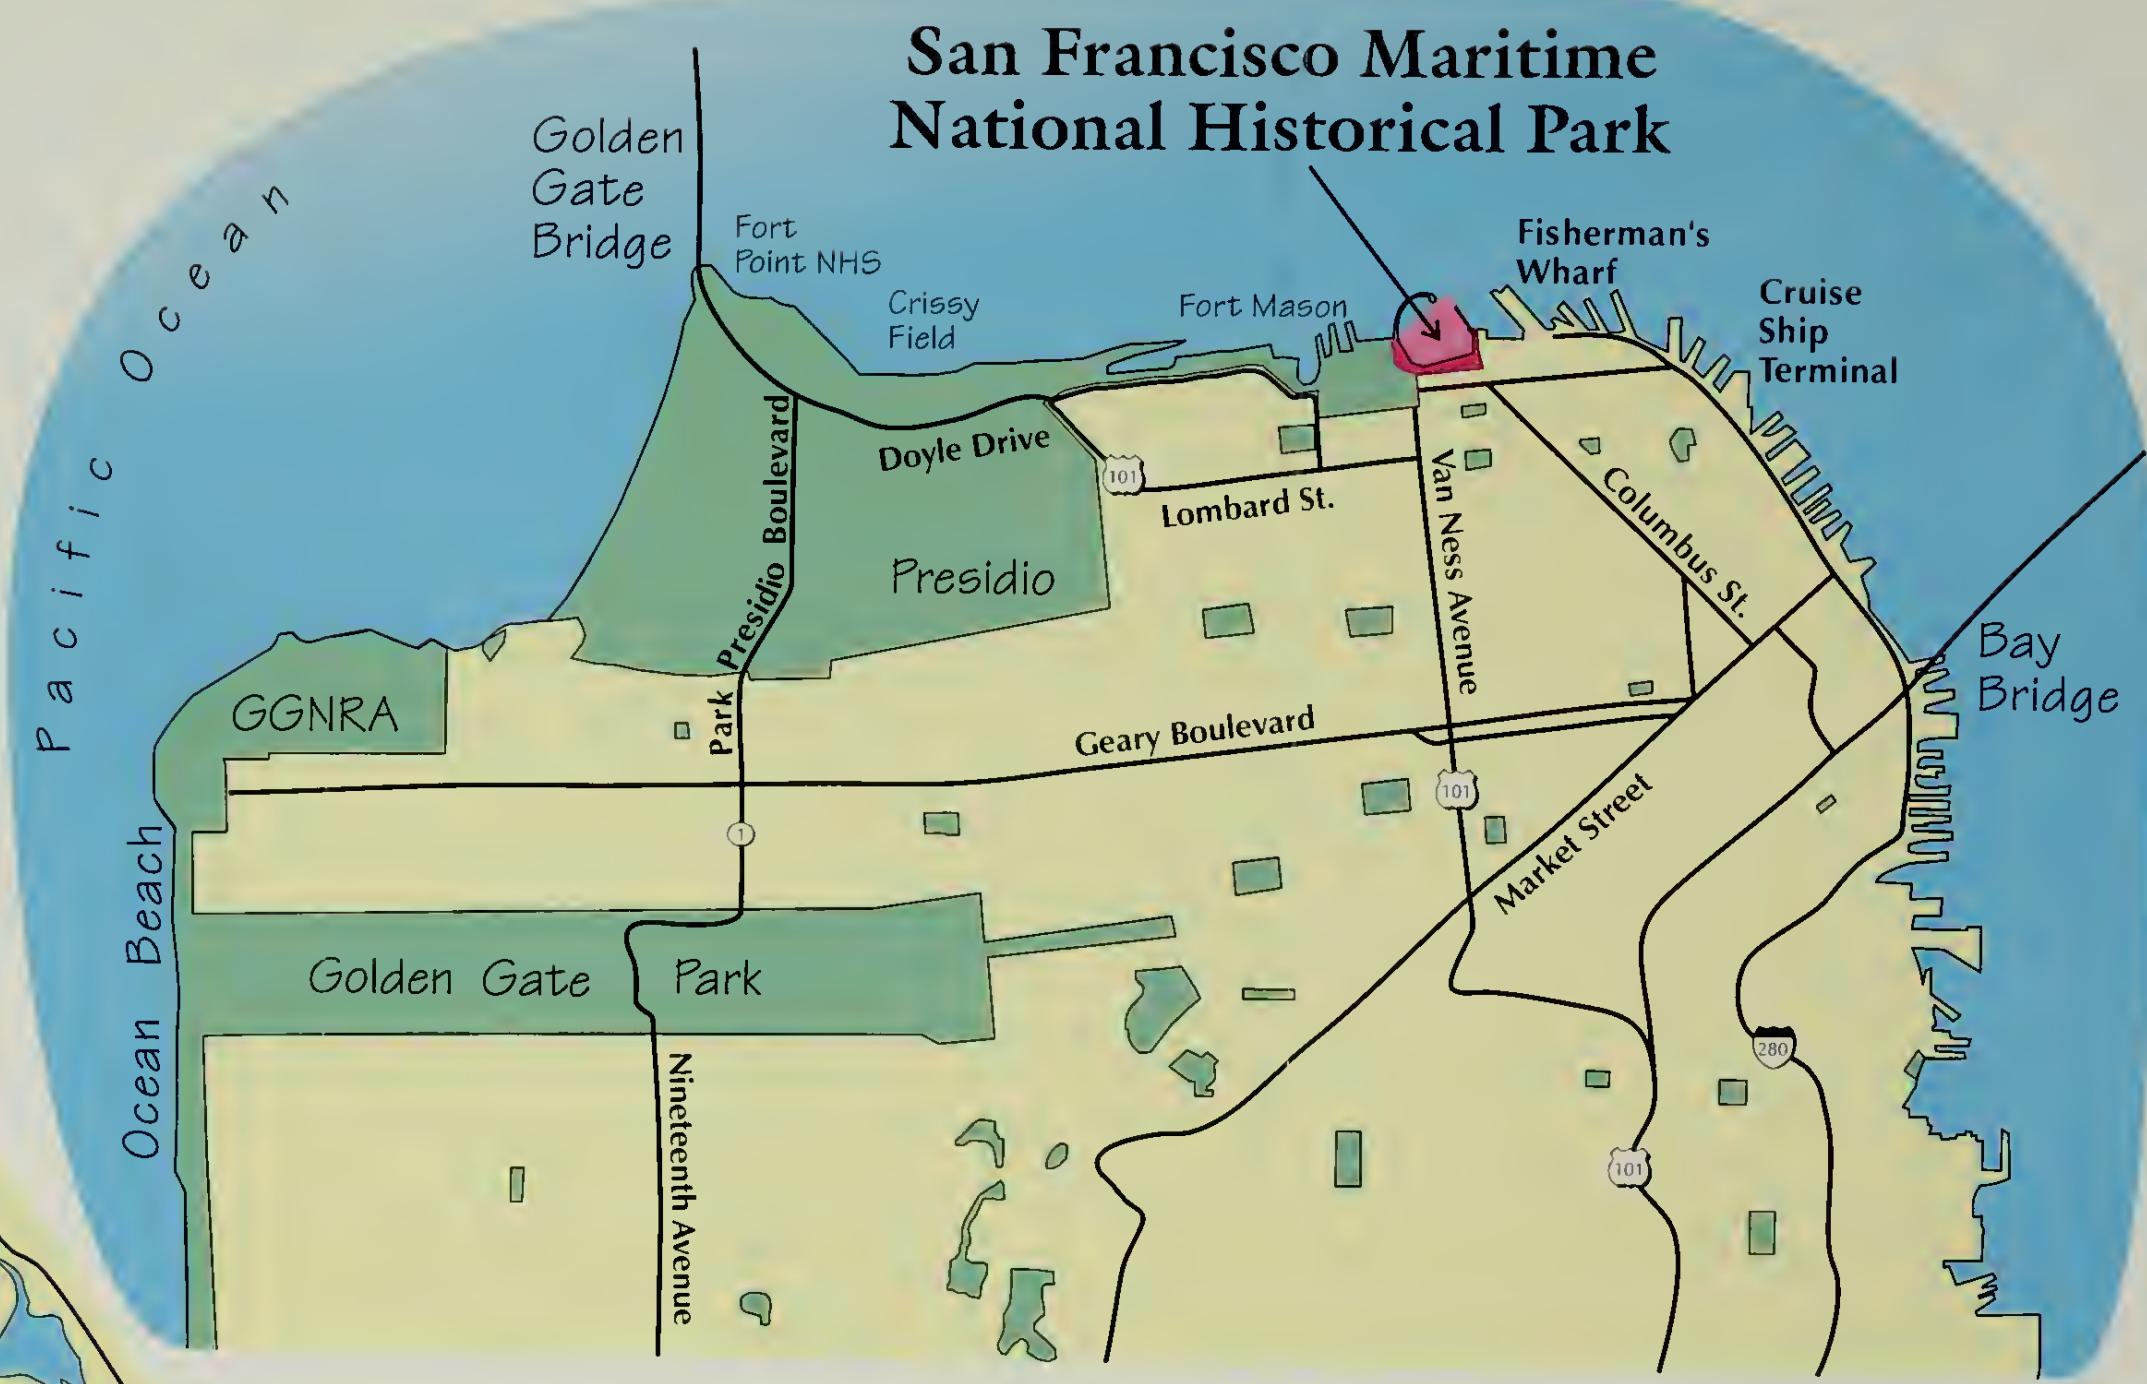 San Francisco Maritime
National Historical Park
Golden
Gate
Bridge
Fort
Point NHS
Crissy
Field
Fort Mason
Fisherman's
Wharf
Cruise
Ship
Terminal
Pacific Ocean
Doyle Drive
Park Presidio Boulevard
101
Lombard St.
Van Ness Avenue
Columbus St.
Presidio
Bay
Bridge
GGNRA
Geary Boulevard
101
Market Street
1
Ocean Beach
Golden Gate Park
280
Nineteenth Avenue
101